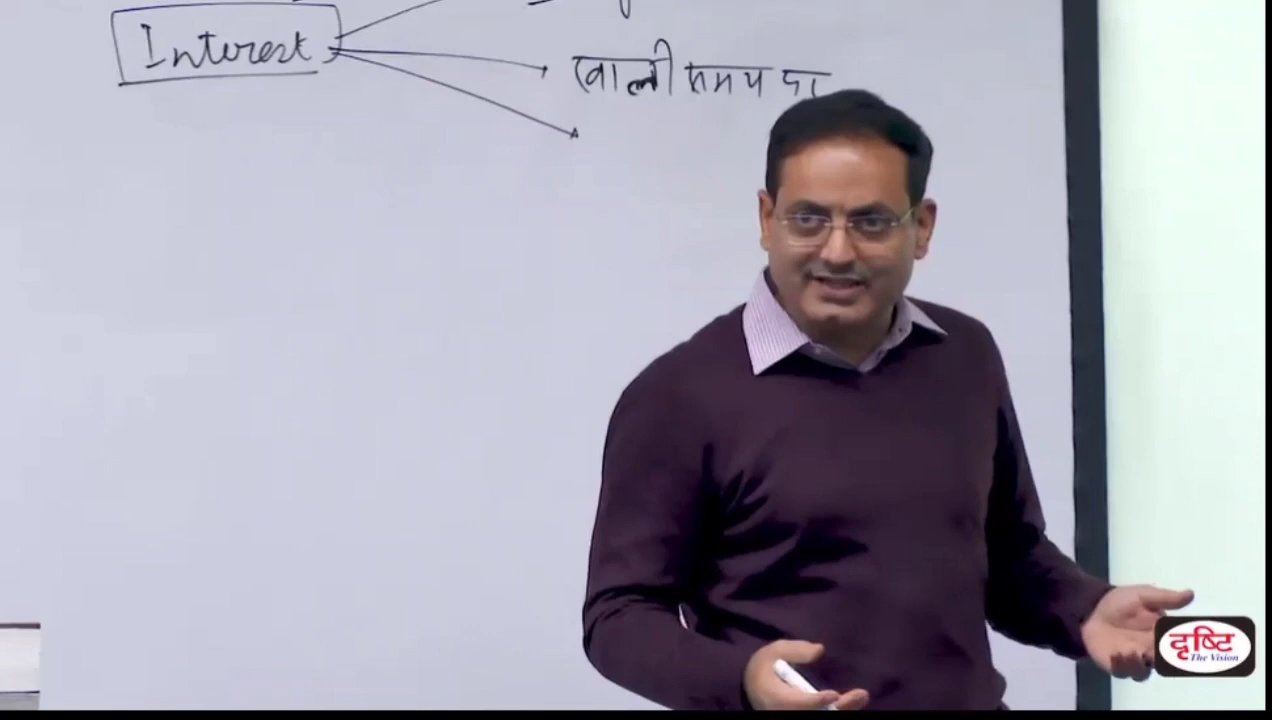 Interest
खाली समय पर
दृष्टि
The Vision